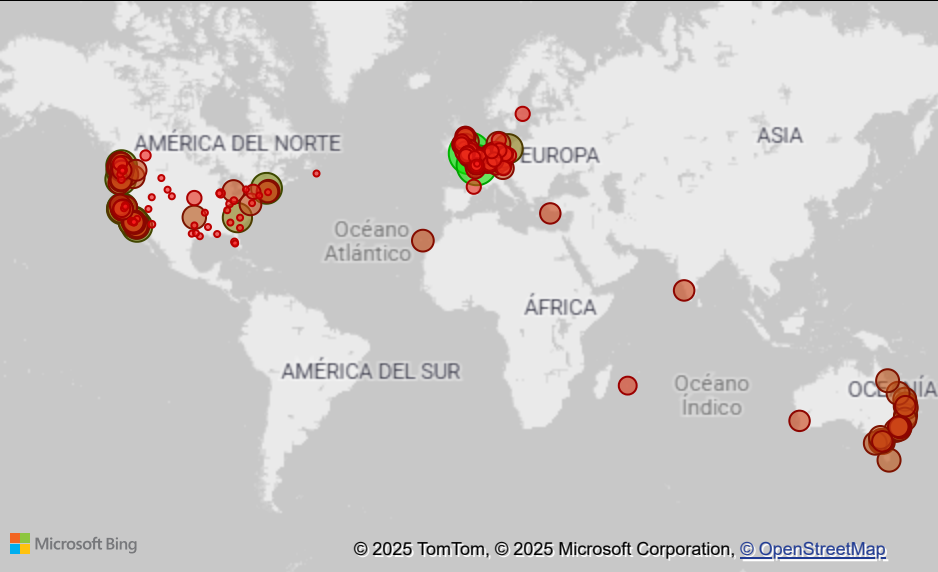 AMÉRICA DEL NORTE
ASIA
EUROPA
Océano
Atlántico
ÁFRICA
AMÉRICA DEL SUR
Océano
Índico
OCEANÍA
Microsoft Bing
© 2025 TomTom, © 2025 Microsoft Corporation, © OpenStreetMap